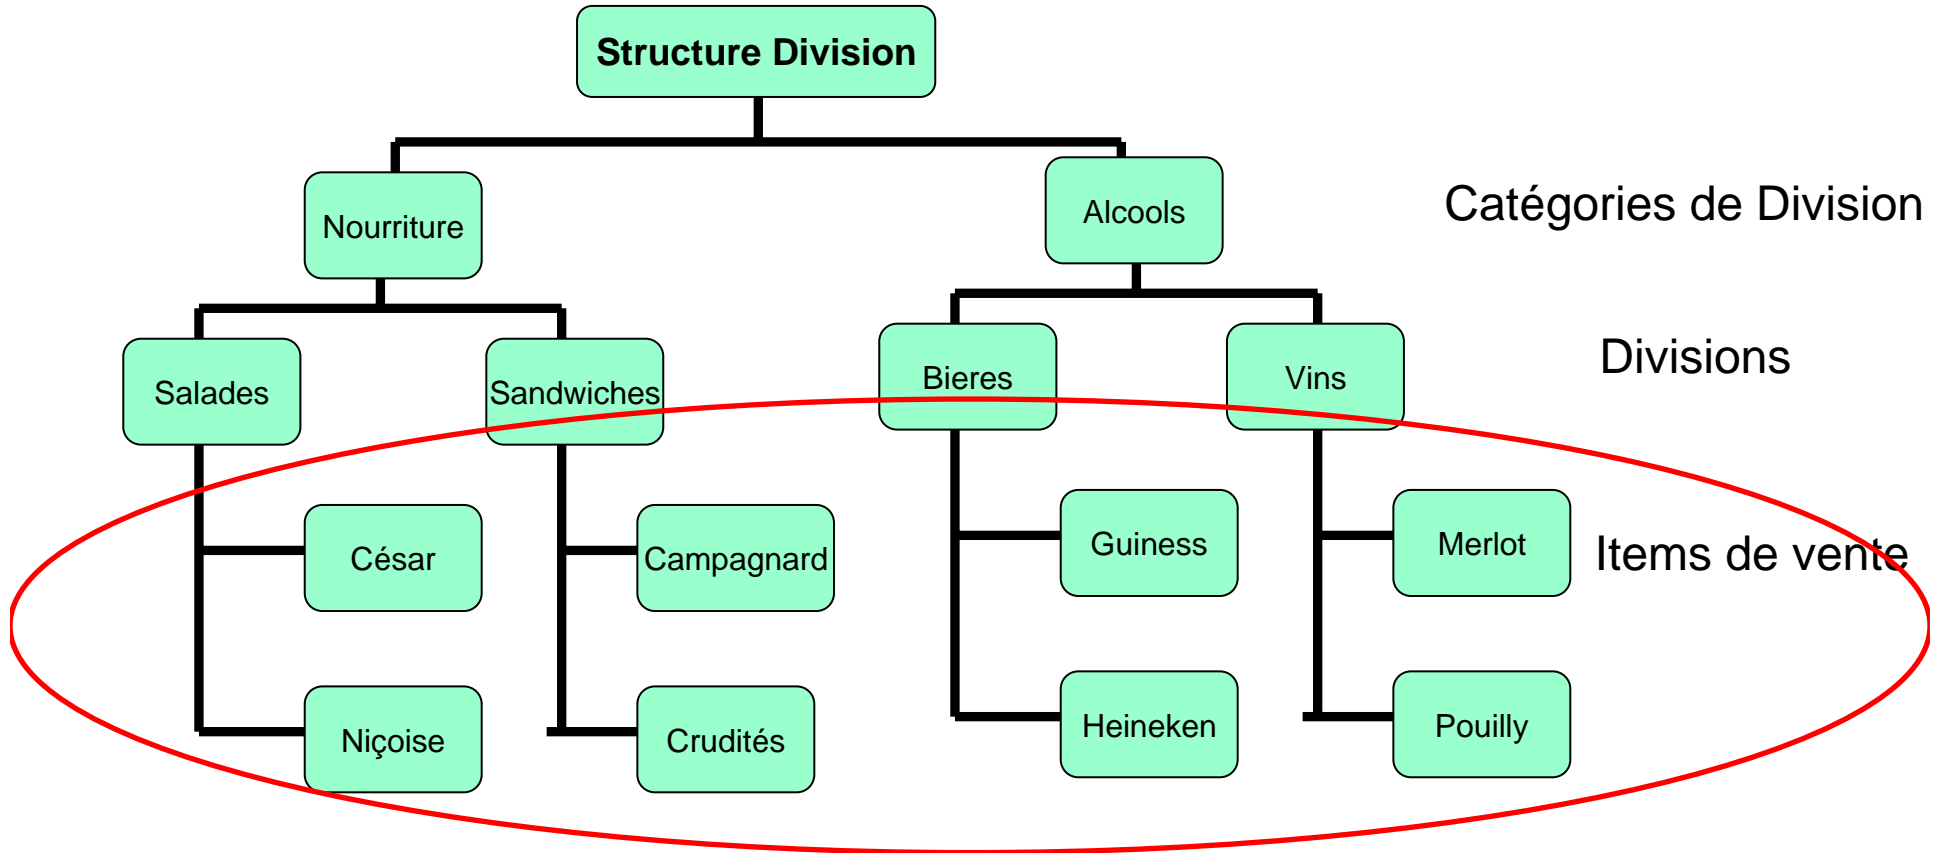 Structure Division
Nourriture
Alcools
Catégories de Division
Salades
Sandwiches
Bieres
Vins
Divisions
César
Campagnard
Guiness
Merlot
Items de vente
Niçoise
Crudités
Heineken
Pouilly